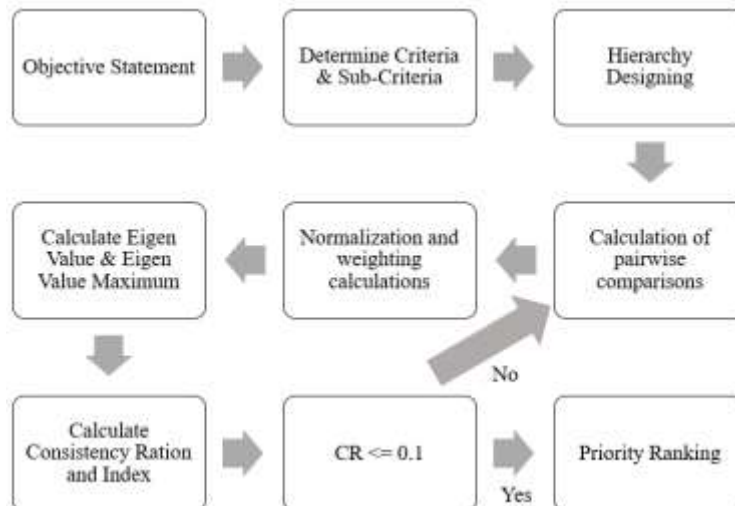 Objective Statement
Determine Criteria
& Sub-Criteria
Hierarchy
Designing
Calculate Eigen
Value & Eigen
Value Maximum
Normalization and
weighting
calculations
Calculation of
pairwise
comparisons
No
Calculate
Consistency Ration
and Index
CR <= 0.1
Yes
Priority Ranking